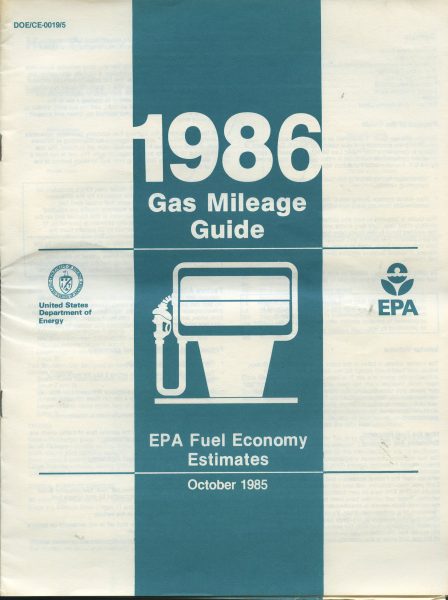 DOE/CE-0019/5
1986
Gas Mileage
Guide
United States
Department of
Energy
EPA
EPA Fuel Economy
Estimates
October 1985